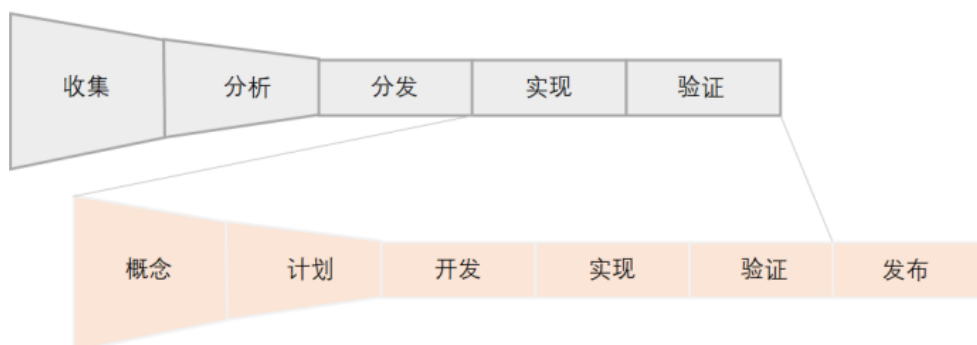 收集 分析 分发 实现 验证
概念 计划 开发 实现 验证 发布